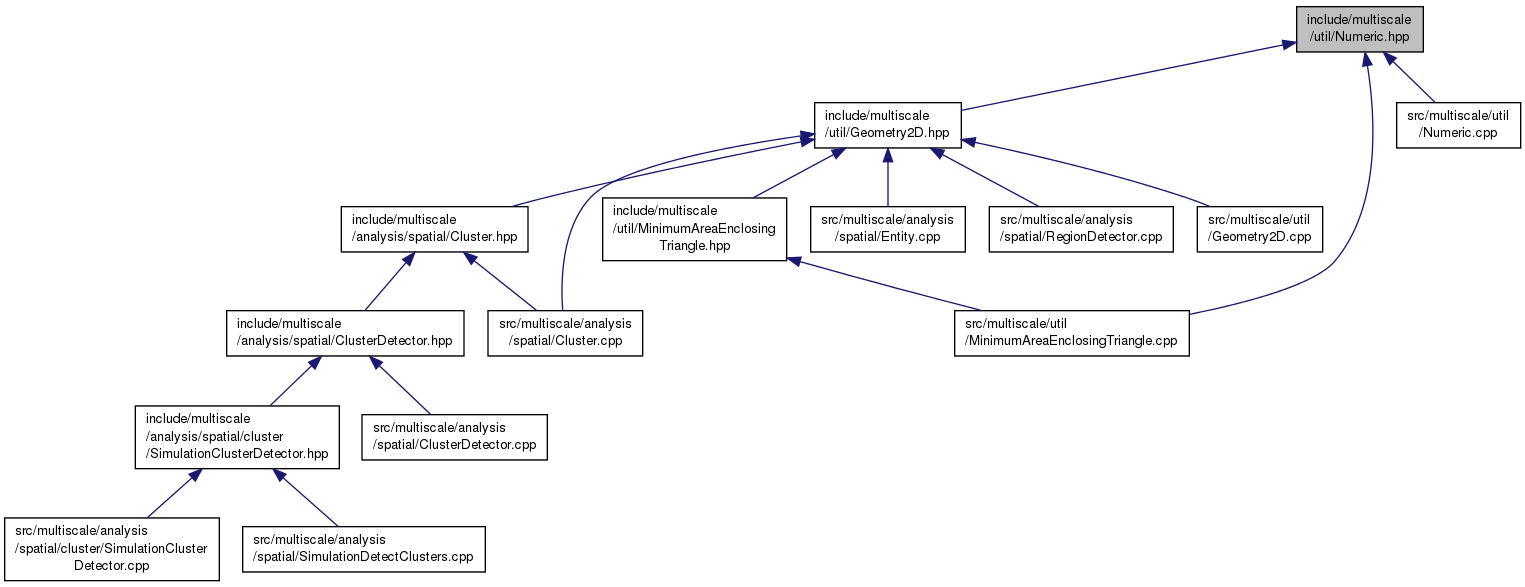 include/multiscale
/util/Numeric.hpp
include/multiscale
/util/Geometry2D.hpp
src/multiscale/util
/Numeric.cpp
include/multiscale
/analysis/spatial/Cluster.hpp
include/multiscale
/util/MinimumAreaEnclosing
Triangle.hpp
src/multiscale/analysis
/spatial/Entity.cpp
src/multiscale/analysis
/spatial/RegionDetector.cpp
src/multiscale/util
/Geometry2D.cpp
include/multiscale
/analysis/spatial/ClusterDetector.hpp
src/multiscale/analysis
/spatial/Cluster.cpp
src/multiscale/util
/MinimumAreaEnclosingTriangle.cpp
include/multiscale
/analysis/spatial/cluster
/SimulationClusterDetector.hpp
src/multiscale/analysis
/spatial/ClusterDetector.cpp
src/multiscale/analysis
/spatial/cluster/SimulationCluster
Detector.cpp
src/multiscale/analysis
/spatial/SimulationDetectClusters.cpp